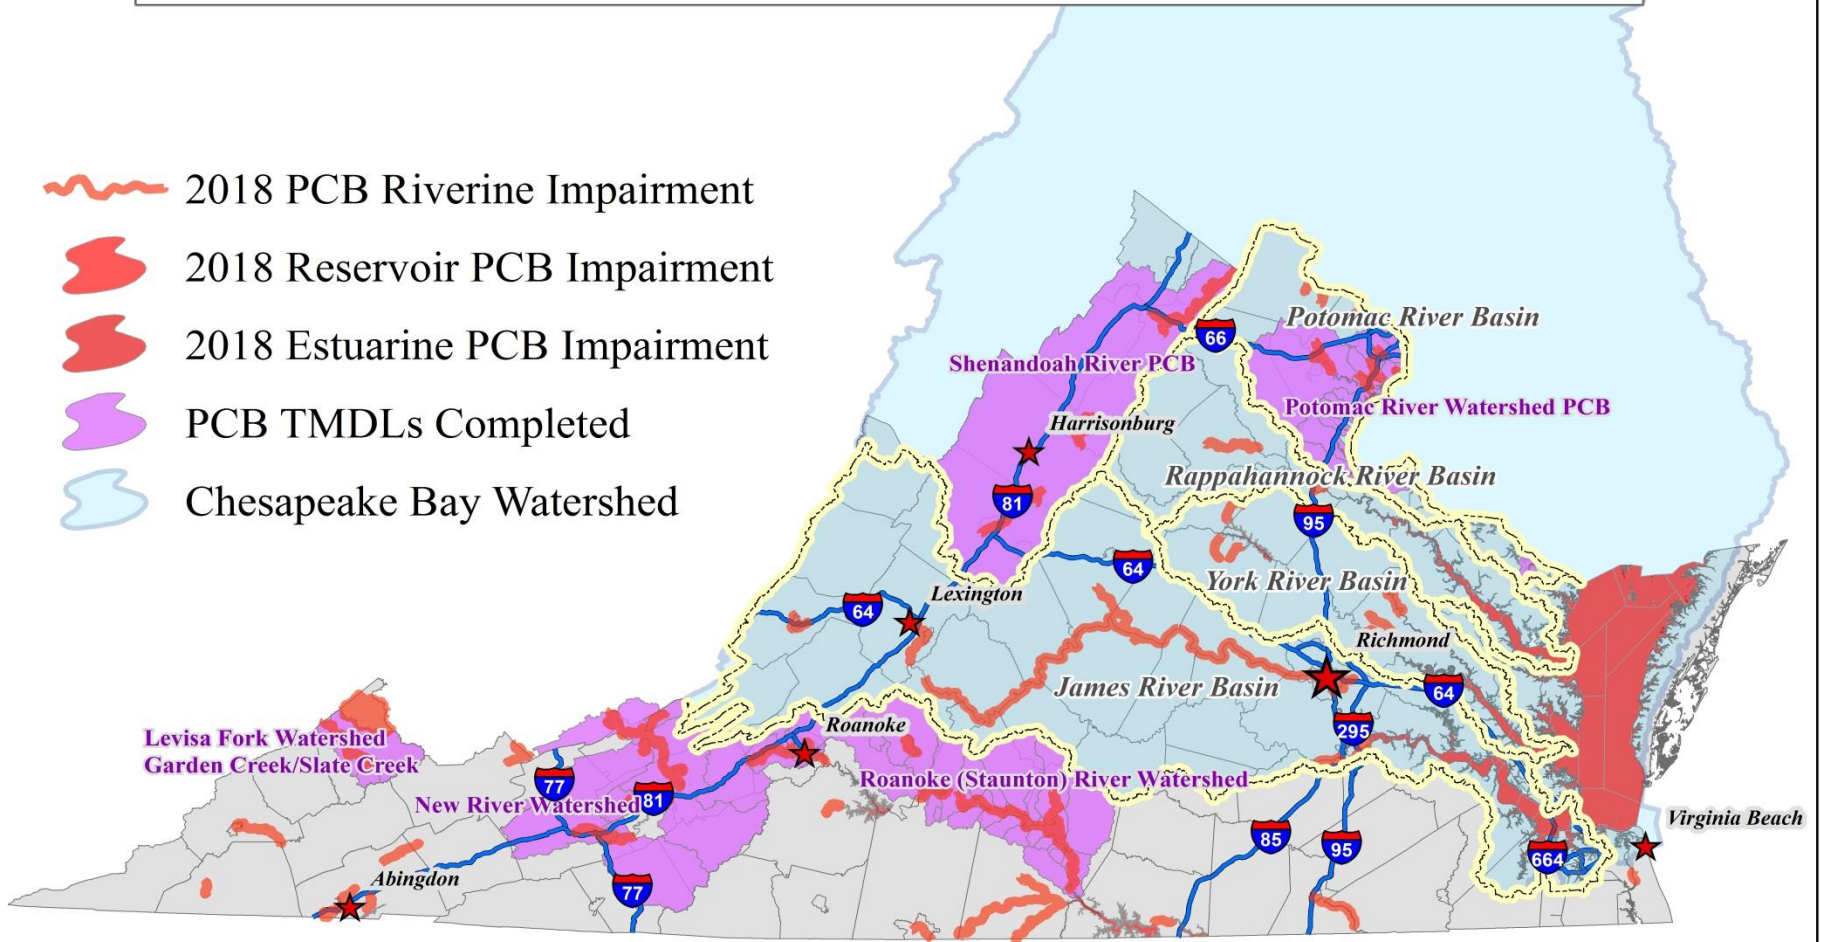 2018 PCB Riverine Impairment
2018 Reservoir PCB Impairment
2018 Estuarine PCB Impairment
PCB TMDLs Completed
Chesapeake Bay Watershed
Potomac River Basin
66
Shenandoah River PCB
Potomac River Watershed PCB
Harrisonburg
Rappahannock River Basin
81
95
64
York River Basin
Lexington
64
Richmond
James River Basin
64
Roanoke
295
Levisa Fork Watershed
Garden Creek/Slate Creek
Roanoke (Staunton) River Watershed
77
81
New River Watershed
Virginia Beach
85
95
664
Abingdon
77